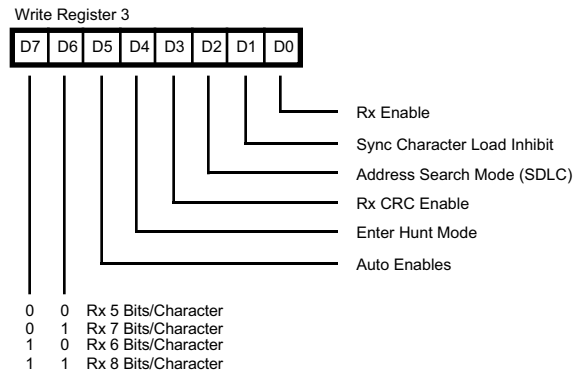 Write Register 3
D7 D6 D5 D4 D3 D2 D1 D0
Rx Enable
Sync Character Load Inhibit
Address Search Mode (SDLC)
Rx CRC Enable
Enter Hunt Mode
Auto Enables
0 0 Rx 5 Bits/Character
0 1 Rx 7 Bits/Character
1 0 Rx 6 Bits/Character
1 1 Rx 8 Bits/Character